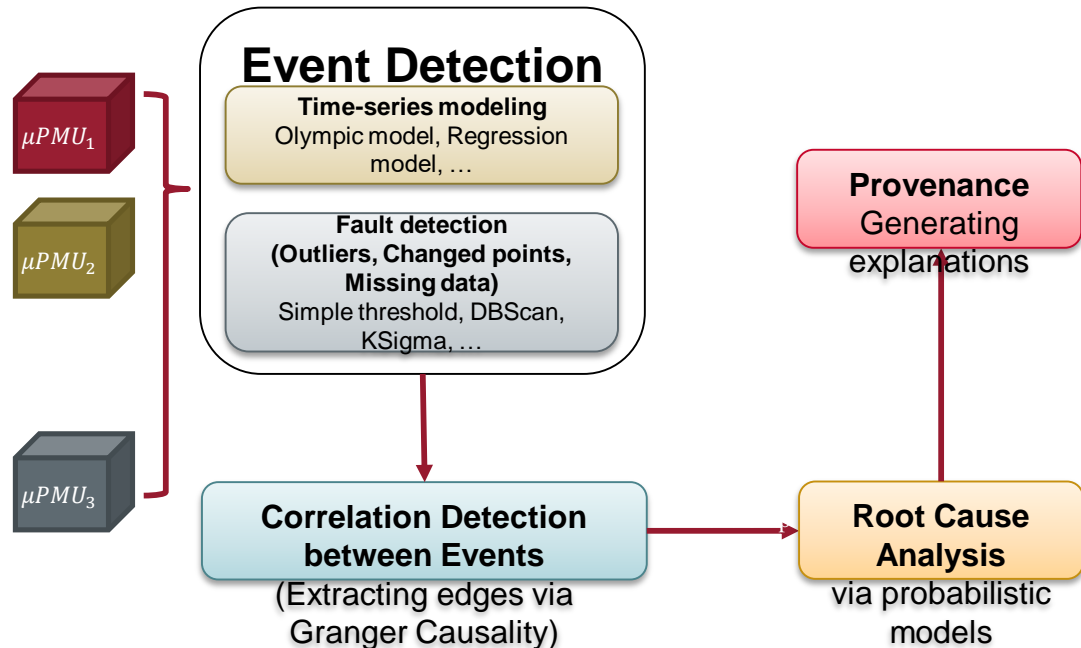 Event Detection
Time-series modeling
Olympic model, Regression
model, …
Fault detection
(Outliers, Changed points,
Missing data)
Simple threshold, DBScan,
KSigma, …
μPMU₁
μPMU₂
μPMU₃
Correlation Detection
between Events
(Extracting edges via
Granger Causality)
Root Cause
Analysis
via probabilistic
models
Provenance
Generating
explanations